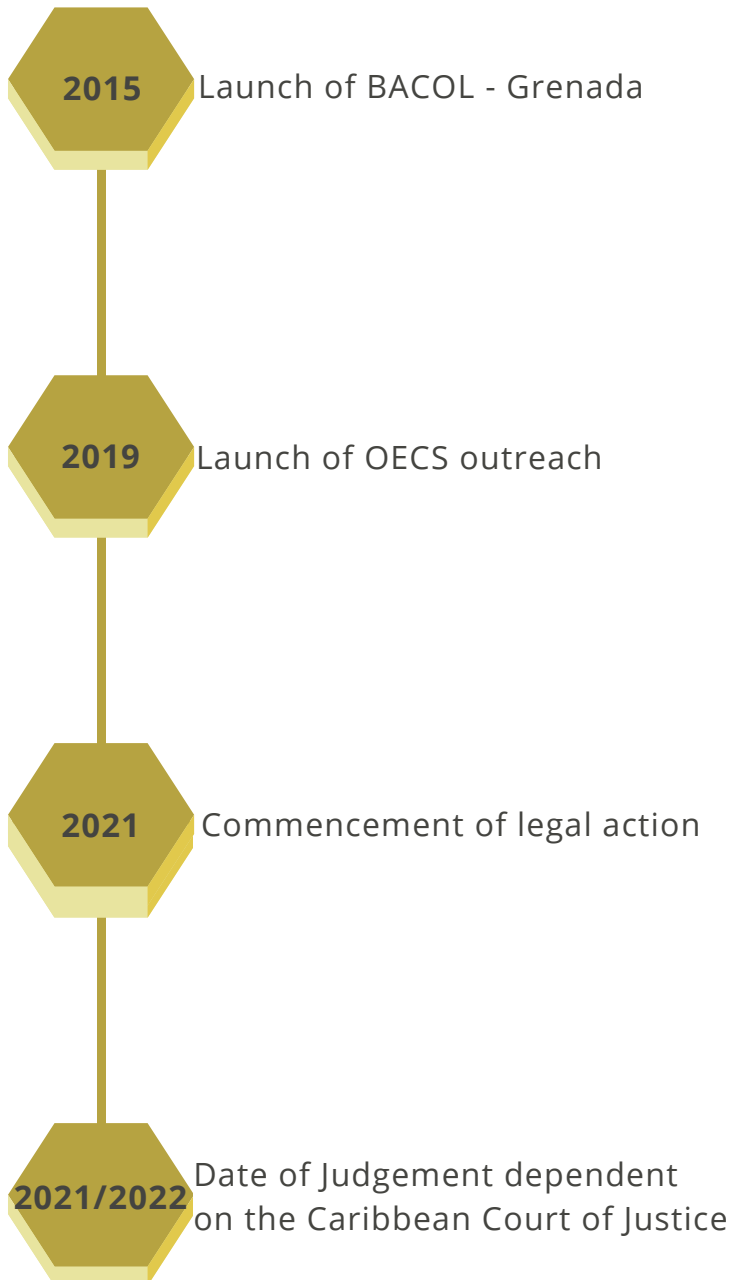 2015
Launch of BACOL - Grenada
2019
Launch of OECS outreach
2021
Commencement of legal action
2021/2022
Date of Judgement dependent
on the Caribbean Court of Justice